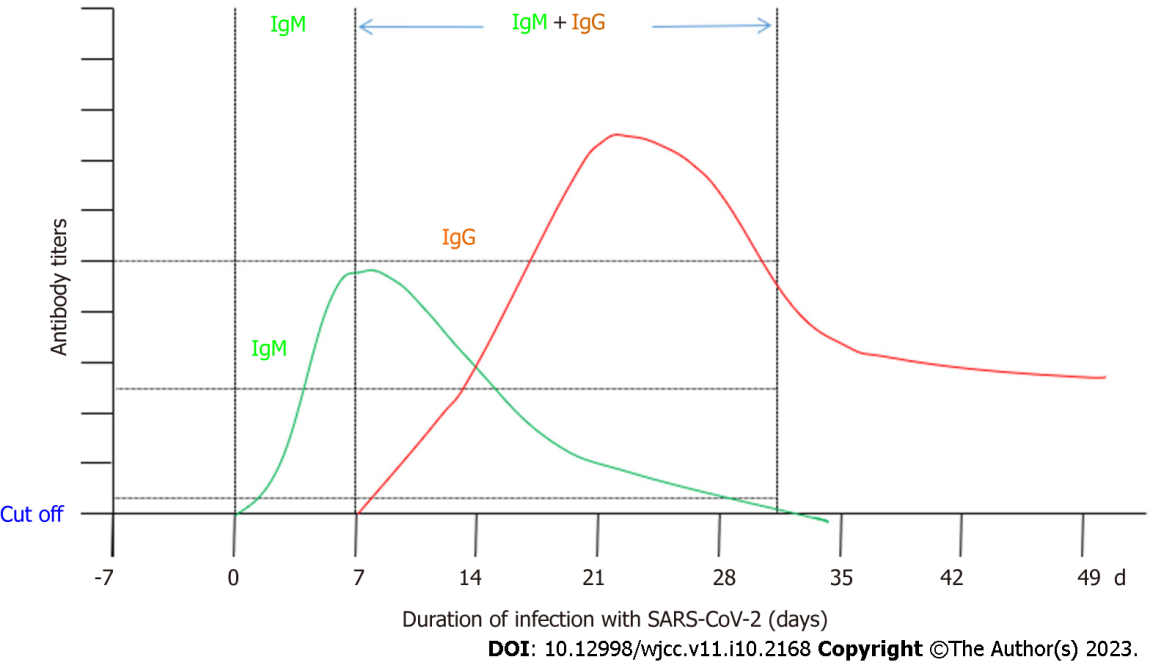 IgM
IgM + IgG
IgG
IgM
Antibody titers
Cut off
-7 0 7 14 21 28 35 42 49 d
Duration of infection with SARS-CoV-2 (days)
DOI: 10.12998/wjcc.v11.i10.2168 Copyright ©The Author(s) 2023.